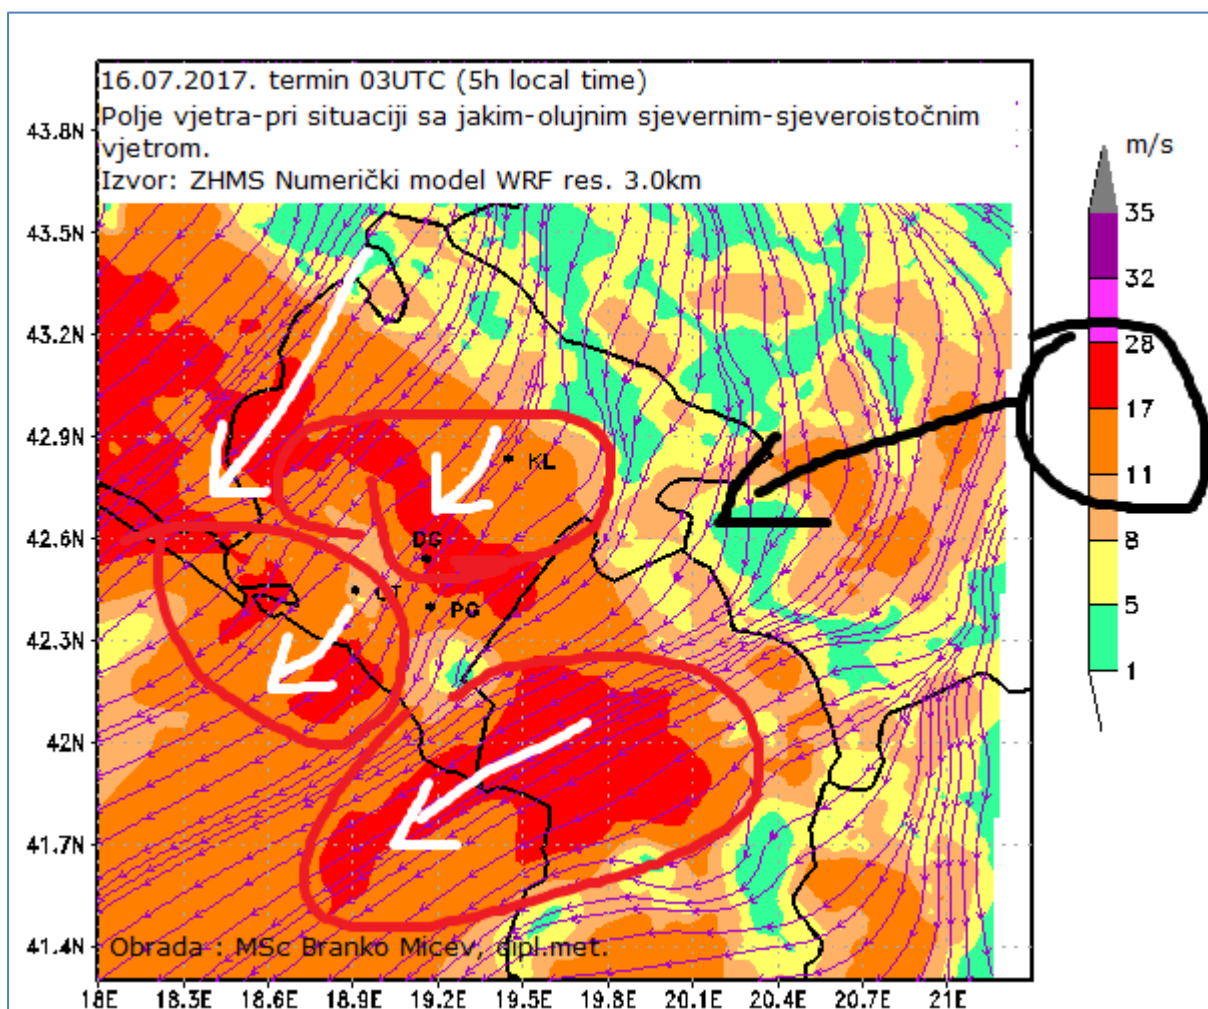 16.07.2017. termin 03UTC (5h local time)
Polje vjetra-pri situaciji sa jakim-olujnim sjevernim-sjeveroistočnim
vjetrom.
Izvor: ZHMS Numerički model WRF res. 3.0km
m/s
35
32
28
17
11
8
5
1
43.8N
43.5N
43.2N
42.9N
42.6N
42.3N
42N
41.7N
41.4N
KL
DG
PG
Obrada : MSc Branko Micev, dipl.met.
18E 18.3E 18.6E 18.9E 19.2E 19.5E 19.8E 20.1E 20.4E 20.7E 21E